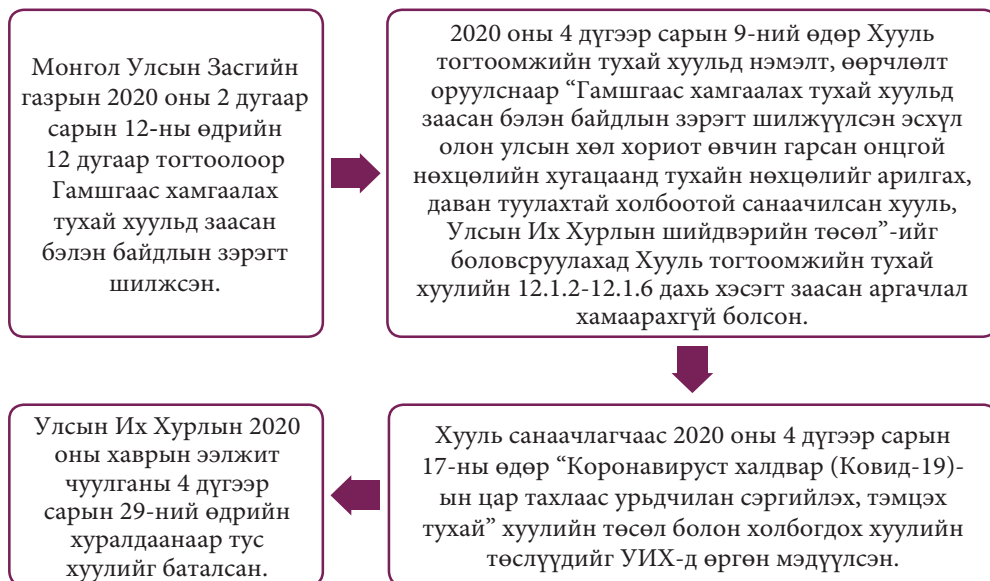 Монгол Улсын Засгийн
газрын 2020 оны 2 дугаар
сарын 12-ны өдрийн
12 дугаар тогтоолоор
Гамшгаас хамгаалах
тухай хуульд заасан
бэлэн байдлын зэрэгт
шилжсэн.
2020 оны 4 дүгээр сарын 9-ний өдөр Хууль
тогтоомжийн тухай хуульд нэмэлт, өөрчлөлт
оруулснаар “Гамшгаас хамгаалах тухай хуульд
заасан бэлэн байдлын зэрэгт шилжүүлсэн эсхүл
олон улсын хөл хориот өвчин гарсан онцгой
нөхцөлийн хугацаанд тухайн нөхцөлийг арилгах,
даван туулахтай холбоотой санаачилсан хууль,
Улсын Их Хурлын шийдвэрийн төсөл”-ийг
боловсруулахад Хууль тогтоомжийн тухай
хуулийн 12.1.2-12.1.6 дахь хэсэгт заасан аргачлал
хамаарахгүй болсон.
Хууль санаачлагчаас 2020 оны 4 дүгээр сарын
17-ны өдөр “Коронавируст халдвар (Ковид-19)-
ын цар тахлаас урьдчилан сэргийлэх, тэмцэх
тухай” хуулийн төсөл болон холбогдох хуулийн
төслүүдийг УИХ-д өргөн мэдүүлсэн.
Улсын Их Хурлын 2020
оны хаврын ээлжит
чуулганы 4 дүгээр
сарын 29-ний өдрийн
хуралдаанаар тус
хуулийг баталсан.